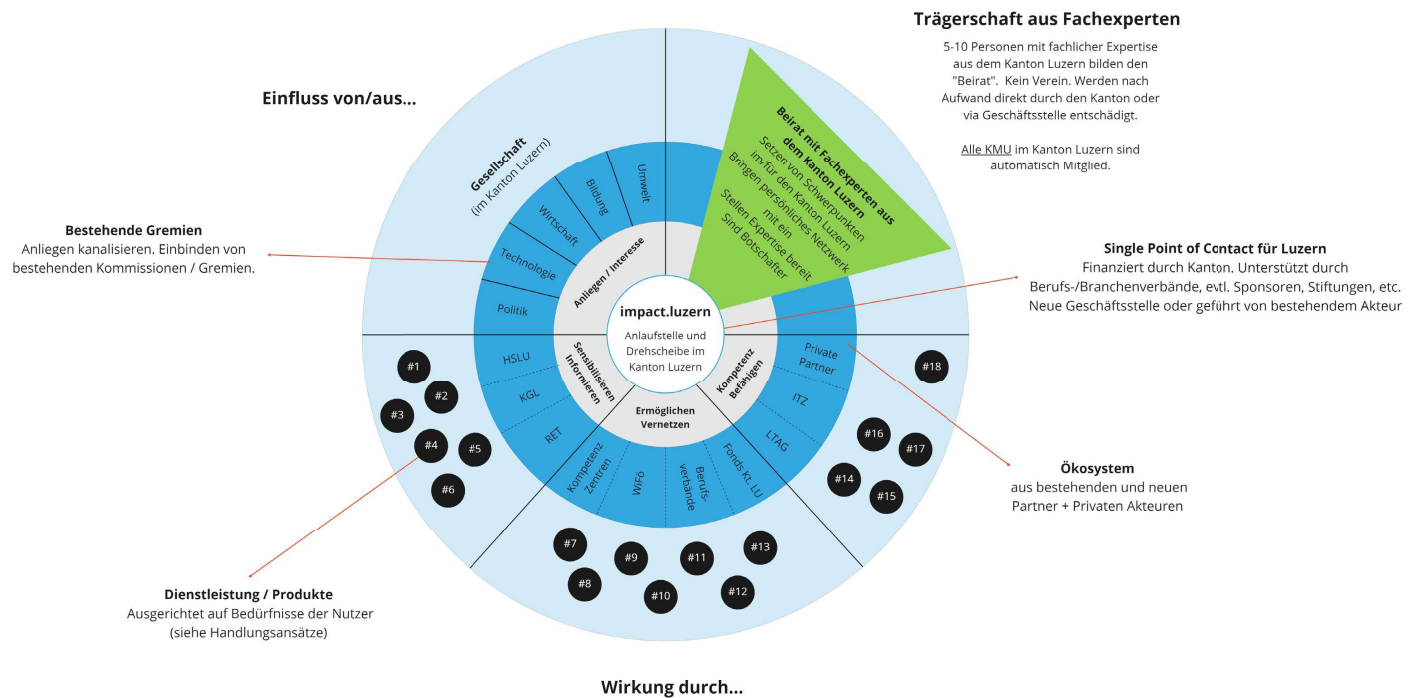 Trägerschaft aus Fachexperten
5-10 Personen mit fachlicher Expertise
aus dem Kanton Luzern bilden den
"Beirat". Kein Verein. Werden nach
Aufwand direkt durch den Kanton oder
via Geschäftsstelle entschädigt.
Alle KMU im Kanton Luzern sind
automatisch Mitglied.
Einfluss von/aus...
Gesellschaft
(im Kanton Luzern)
Beirat mit Fachexperten aus
dem Kanton Luzern
Setzen von Schwerpunkten
in/für den Kanton Luzern
Bringen persönliches Netzwerk
mit ein
Stellen Expertise bereit
Sind Botschafter
Umwelt
Bildung
Wirtschaft
Technologie
Politik
Anliegen / Interesse
Bestehende Gremien
Anliegen kanalisieren. Einbinden von
bestehenden Kommissionen / Gremien.
Single Point of Contact für Luzern
Finanziert durch Kanton. Unterstützt durch
Berufs-/Branchenverbände, evtl. Sponsoren, Stiftungen, etc.
Neue Geschäftsstelle oder geführt von bestehendem Akteur
impact.luzern
Anlaufstelle und
Drehscheibe im
Kanton Luzern
Sensibilisieren
Informieren
Ermöglichen
Vernetzen
Kompetenz
Befähigen
HSLU
KGL
RET
Kompetenz
Zentren
WiFö
Berufs-
verbände
Fonds Kt. LU
LTAG
ITZ
Private
Partner
#1
#2
#3
#4
#5
#6
#7
#8
#9
#10
#11
#12
#13
#14
#15
#16
#17
#18
Ökosystem
aus bestehenden und neuen
Partner + Privaten Akteuren
Dienstleistung / Produkte
Ausgerichtet auf Bedürfnisse der Nutzer
(siehe Handlungsansätze)
Wirkung durch...